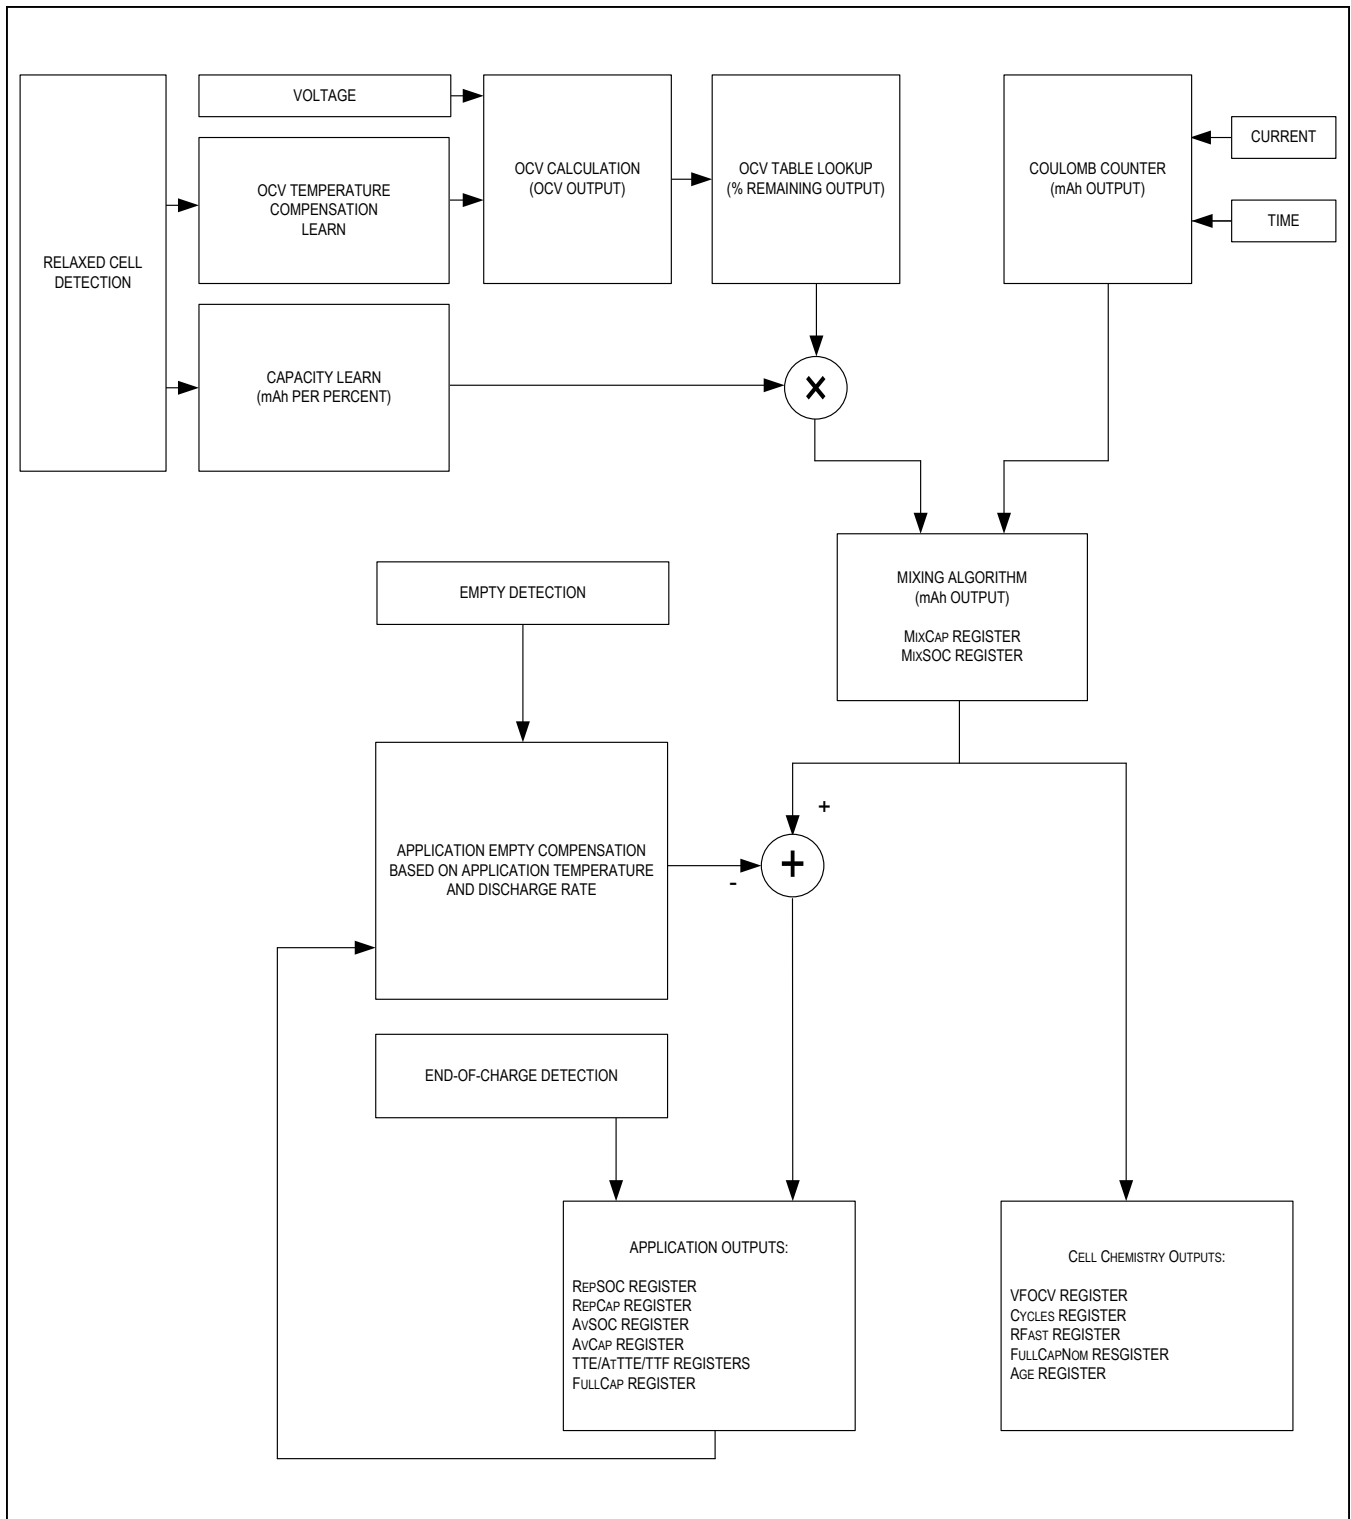 VOLTAGE
OCV TEMPERATURE
COMPENSATION
LEARN
OCV CALCULATION
(OCV OUTPUT)
OCV TABLE LOOKUP
(% REMAINING OUTPUT)
COULOMB COUNTER
(mAh OUTPUT)
CURRENT
TIME
RELAXED CELL
DETECTION
CAPACITY LEARN
(mAh PER PERCENT)
×
MIXING ALGORITHM
(mAh OUTPUT)
MIXCAP REGISTER
MIXSOC REGISTER
EMPTY DETECTION
+
APPLICATION EMPTY COMPENSATION
BASED ON APPLICATION TEMPERATURE
AND DISCHARGE RATE
+
-
END-OF-CHARGE DETECTION
APPLICATION OUTPUTS:
REPSOC REGISTER
REPCAP REGISTER
AVSOC REGISTER
AVCAP REGISTER
TTE/ATTTE/TTF REGISTERS
FULLCAP REGISTER
CELL CHEMISTRY OUTPUTS:
VFOCV REGISTER
CYCLES REGISTER
RFAST REGISTER
FULLCAPNOM RESGISTER
AGE REGISTER